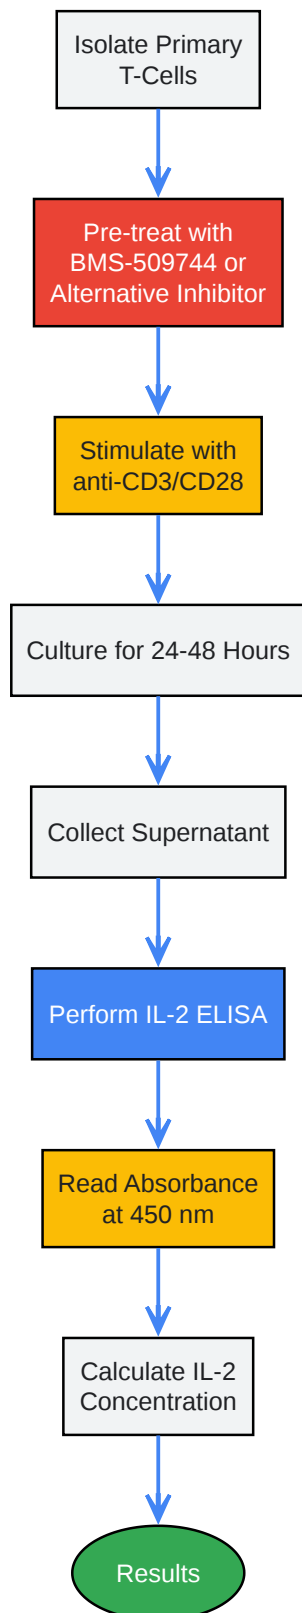 Isolate Primary
T-Cells
Pre-treat with
BMS-509744 or
Alternative Inhibitor
Stimulate with
anti-CD3/CD28
Culture for 24-48 Hours
Collect Supernatant
Perform IL-2 ELISA
Read Absorbance
at 450 nm
Calculate IL-2
Concentration
Results